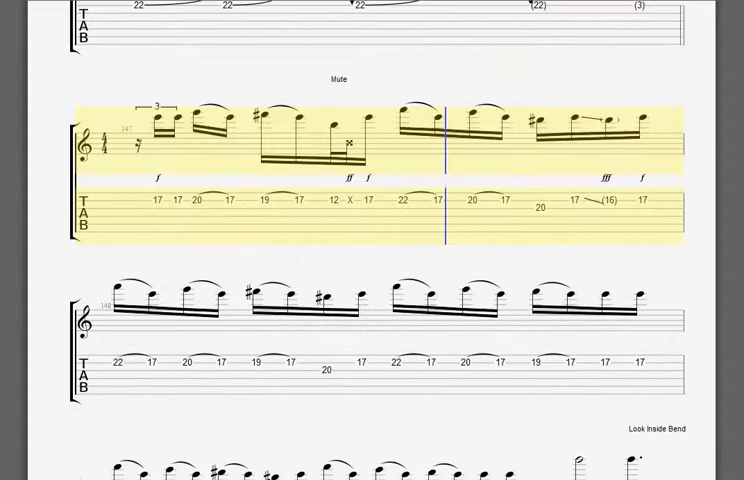 22 22 22 (22) (3)
Mute
3
147
4
4
f ff f fff f
T 17 17 20 17 19 17 12 X 17 22 17 20 17 17 (16) 17
A 20
B
148
T 22 17 20 17 19 17 17 22 17 20 17 19 17 17 17
A 20
B
Look Inside Bend